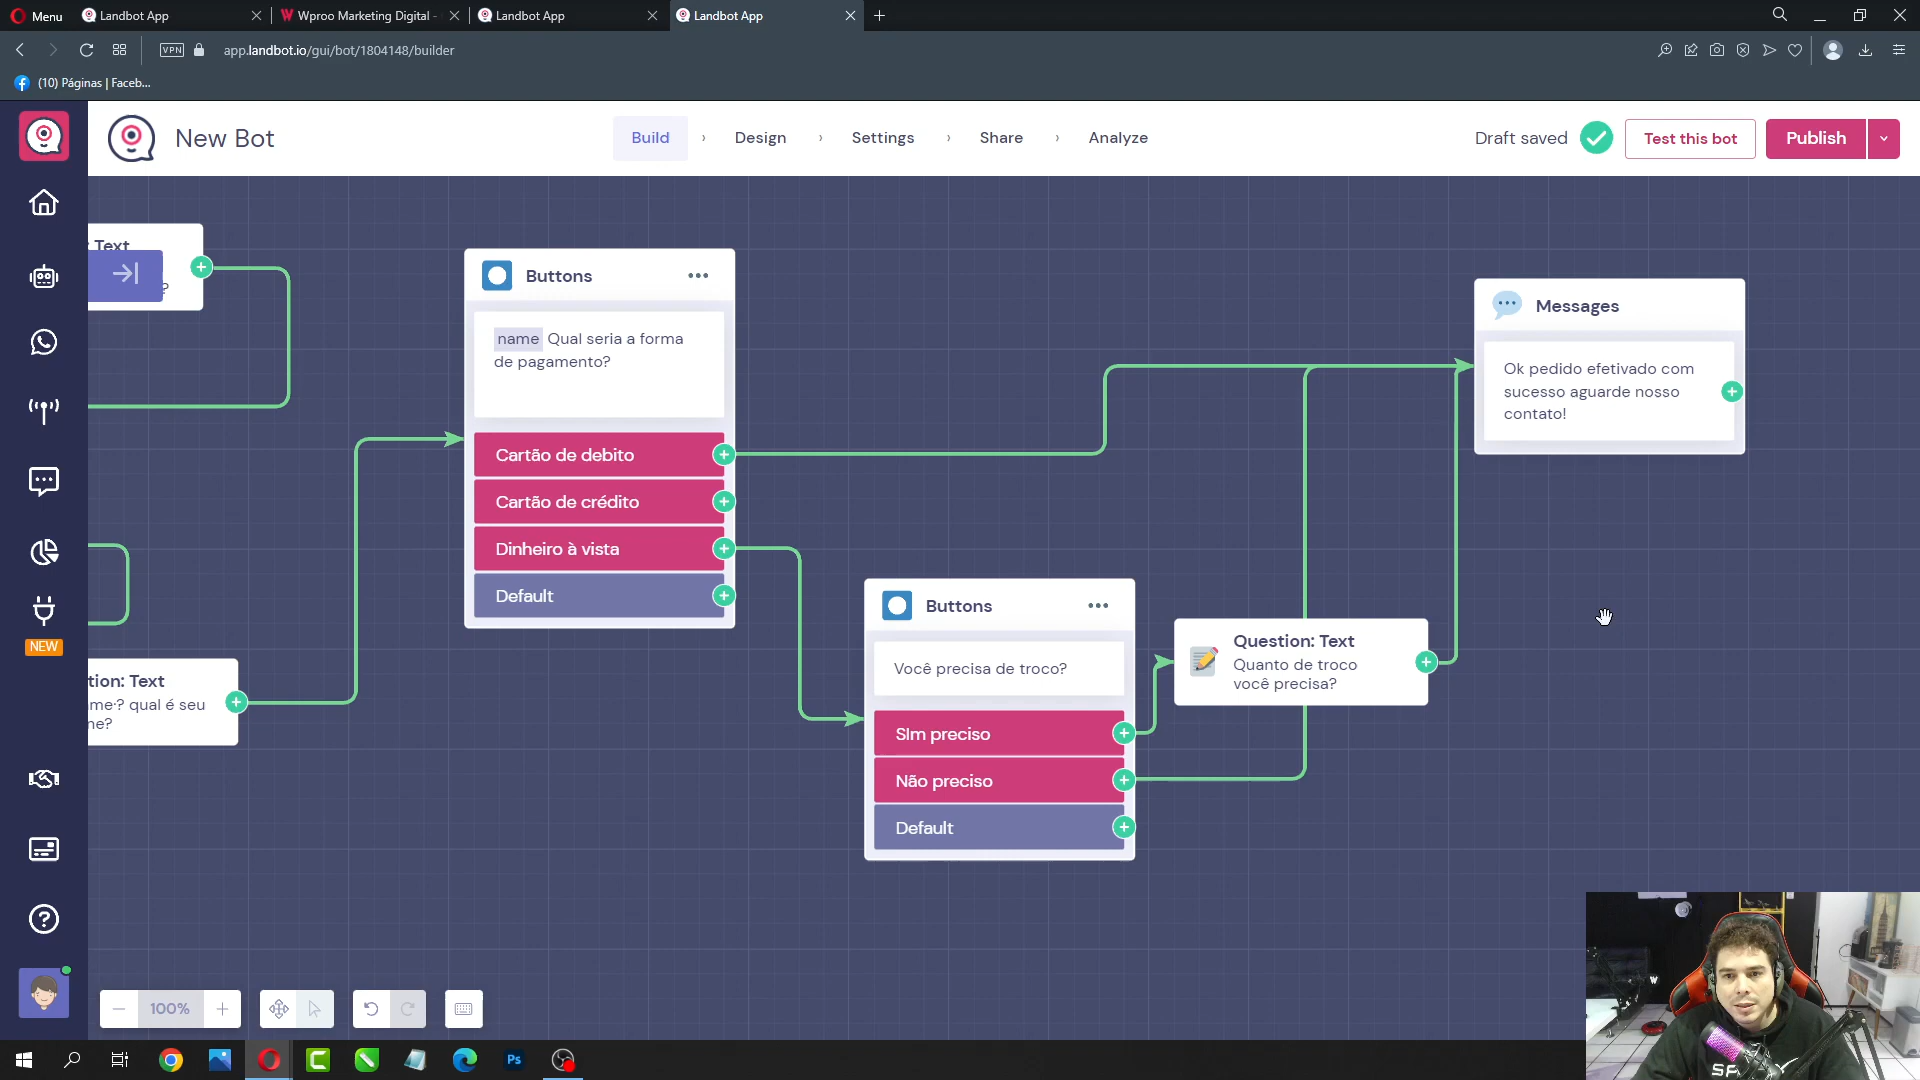 Menu
Landbot App
Wproo Marketing Digital -
Landbot App
Landbot App
VPN
app.landbot.io/gui/bot/1804148/builder
(10) Páginas | Faceb...
New Bot
Build
Design
Settings
Share
Analyze
Draft saved
Test this bot
Publish
: Text
?
NEW
tion: Text
me·? qual é seu
ne?
Buttons
name Qual seria a forma
de pagamento?
Cartão de debito
Cartão de crédito
Dinheiro à vista
Default
Buttons
Você precisa de troco?
SIm preciso
Não preciso
Default
Question: Text
Quanto de troco
você precisa?
Messages
Ok pedido efetivado com
sucesso aguarde nosso
contato!
100%
Ps